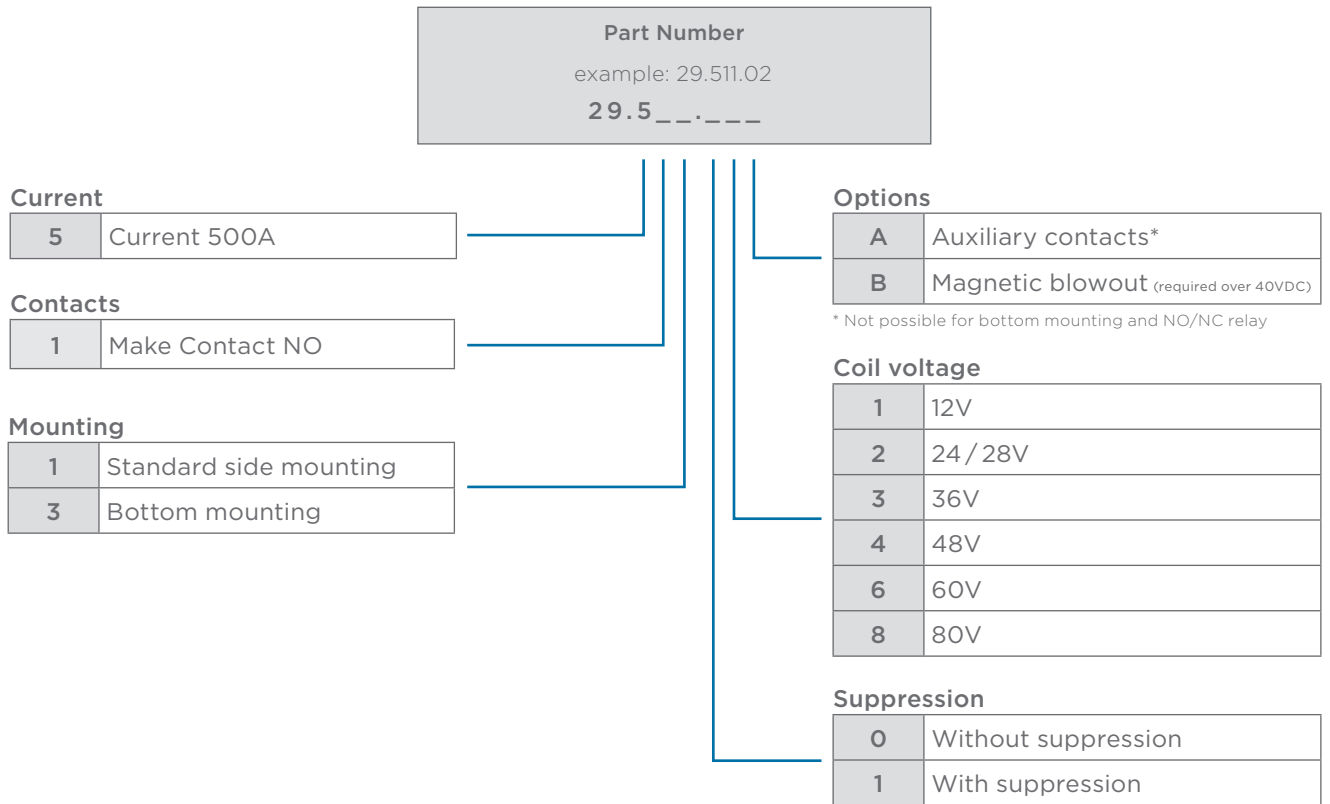 Part Number
example: 29.511.02
29.5__.___
Current
5 Current 500A
Contacts
1 Make Contact NO
Mounting
1 Standard side mounting
3 Bottom mounting
Options
A Auxiliary contacts*
B Magnetic blowout (required over 40VDC)
* Not possible for bottom mounting and NO/NC relay
Coil voltage
1 12V
2 24 / 28V
3 36V
4 48V
6 60V
8 80V
Suppression
0 Without suppression
1 With suppression